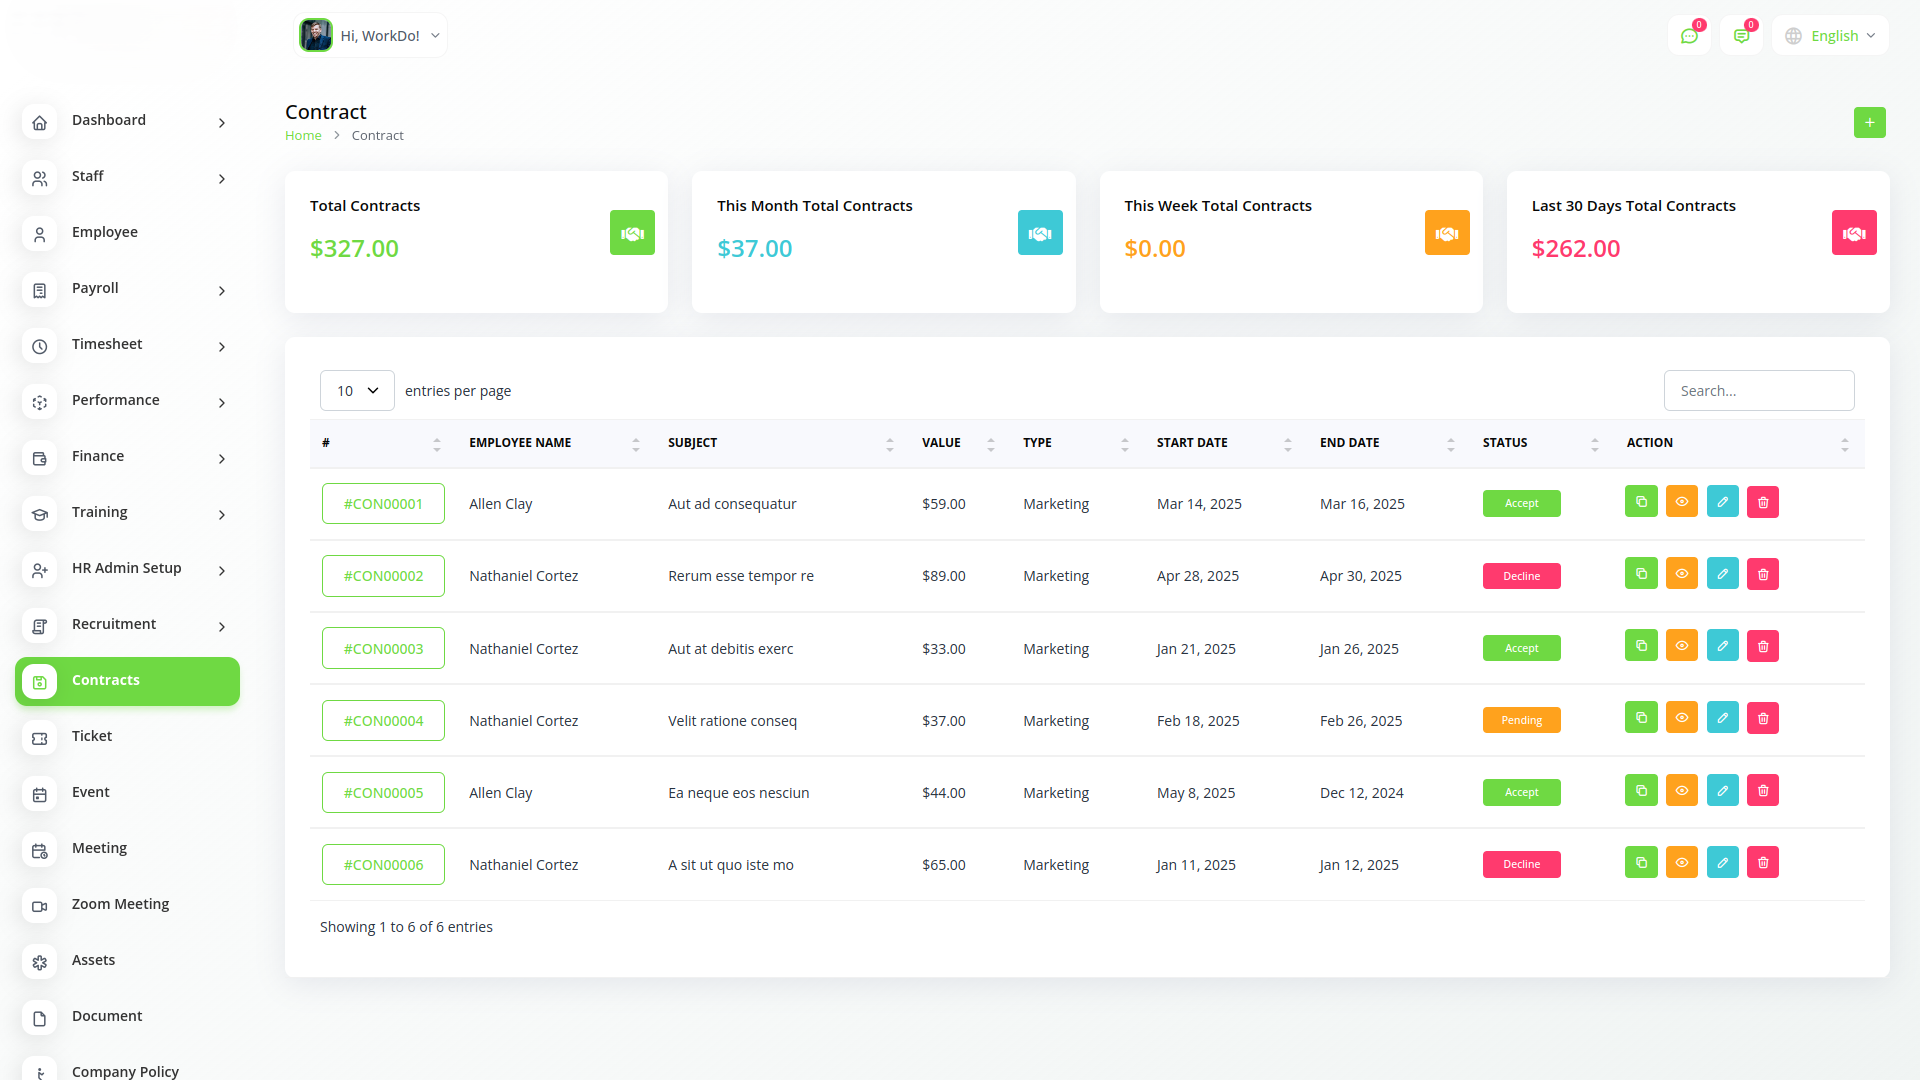 Hi, WorkDo!
0
0
English
Dashboard
Staff
Employee
Payroll
Timesheet
Performance
Finance
Training
HR Admin Setup
Recruitment
Contracts
Ticket
Event
Meeting
Zoom Meeting
Assets
Document
Company Policy
Contract
Home > Contract
+
Total Contracts
$327.00
This Month Total Contracts
$37.00
This Week Total Contracts
$0.00
Last 30 Days Total Contracts
$262.00
10 entries per page
Search...
# EMPLOYEE NAME SUBJECT VALUE TYPE START DATE END DATE STATUS ACTION
#CON00001 Allen Clay Aut ad consequatur $59.00 Marketing Mar 14, 2025 Mar 16, 2025 Accept
#CON00002 Nathaniel Cortez Rerum esse tempor re $89.00 Marketing Apr 28, 2025 Apr 30, 2025 Decline
#CON00003 Nathaniel Cortez Aut at debitis exerc $33.00 Marketing Jan 21, 2025 Jan 26, 2025 Accept
#CON00004 Nathaniel Cortez Velit ratione conseq $37.00 Marketing Feb 18, 2025 Feb 26, 2025 Pending
#CON00005 Allen Clay Ea neque eos nesciun $44.00 Marketing May 8, 2025 Dec 12, 2024 Accept
#CON00006 Nathaniel Cortez A sit ut quo iste mo $65.00 Marketing Jan 11, 2025 Jan 12, 2025 Decline
Showing 1 to 6 of 6 entries